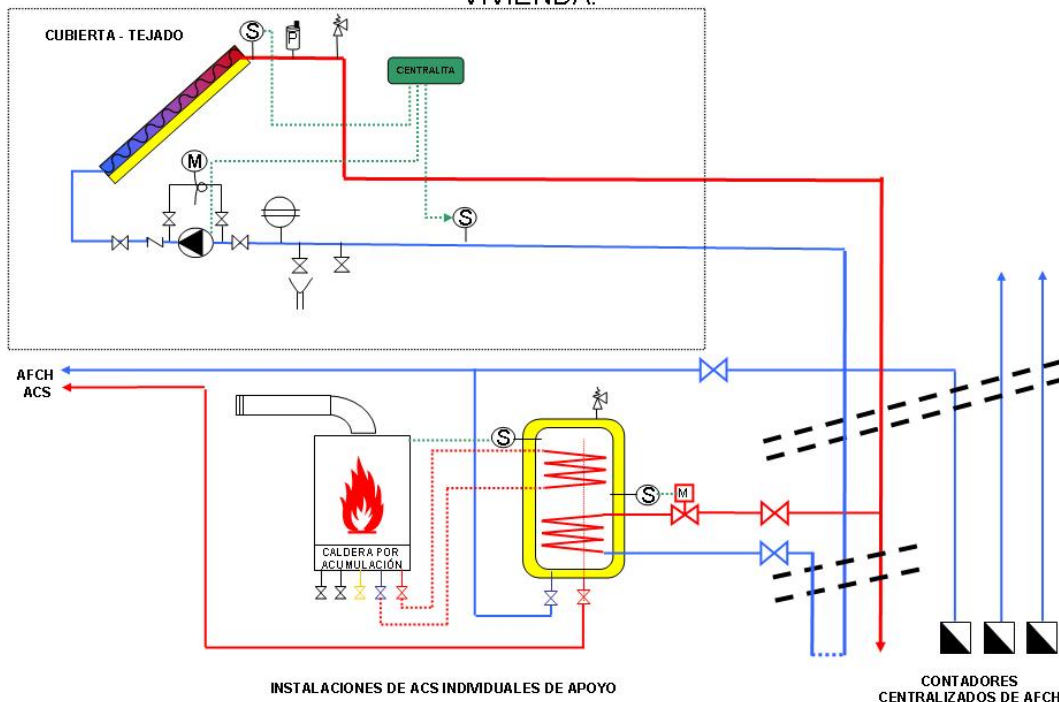 VIVIENDA.
CUBIERTA - TEJADO
S
P
CENTRALITA
M
S
AFCH
ACS
S
S
M
CALDERA POR
ACUMULACIÓN
INSTALACIONES DE ACS INDIVIDUALES DE APOYO
CONTADORES
CENTRALIZADOS DE AFCH